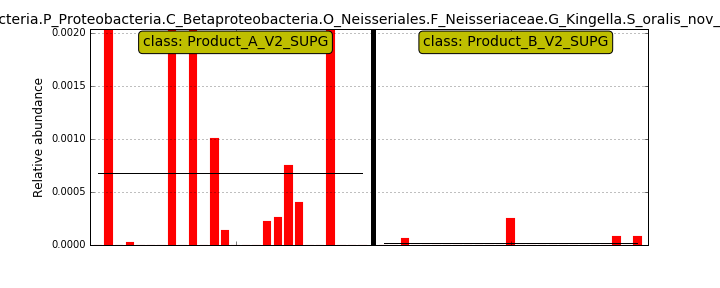 cteria.P_Proteobacteria.C_Betaproteobacteria.O_Neisseriales.F_Neisseriaceae.G_Kingella.S_oralis_nov_
class: Product_A_V2_SUPG
class: Product_B_V2_SUPG
Relative abundance
0.0020
0.0015
0.0010
0.0005
0.0000